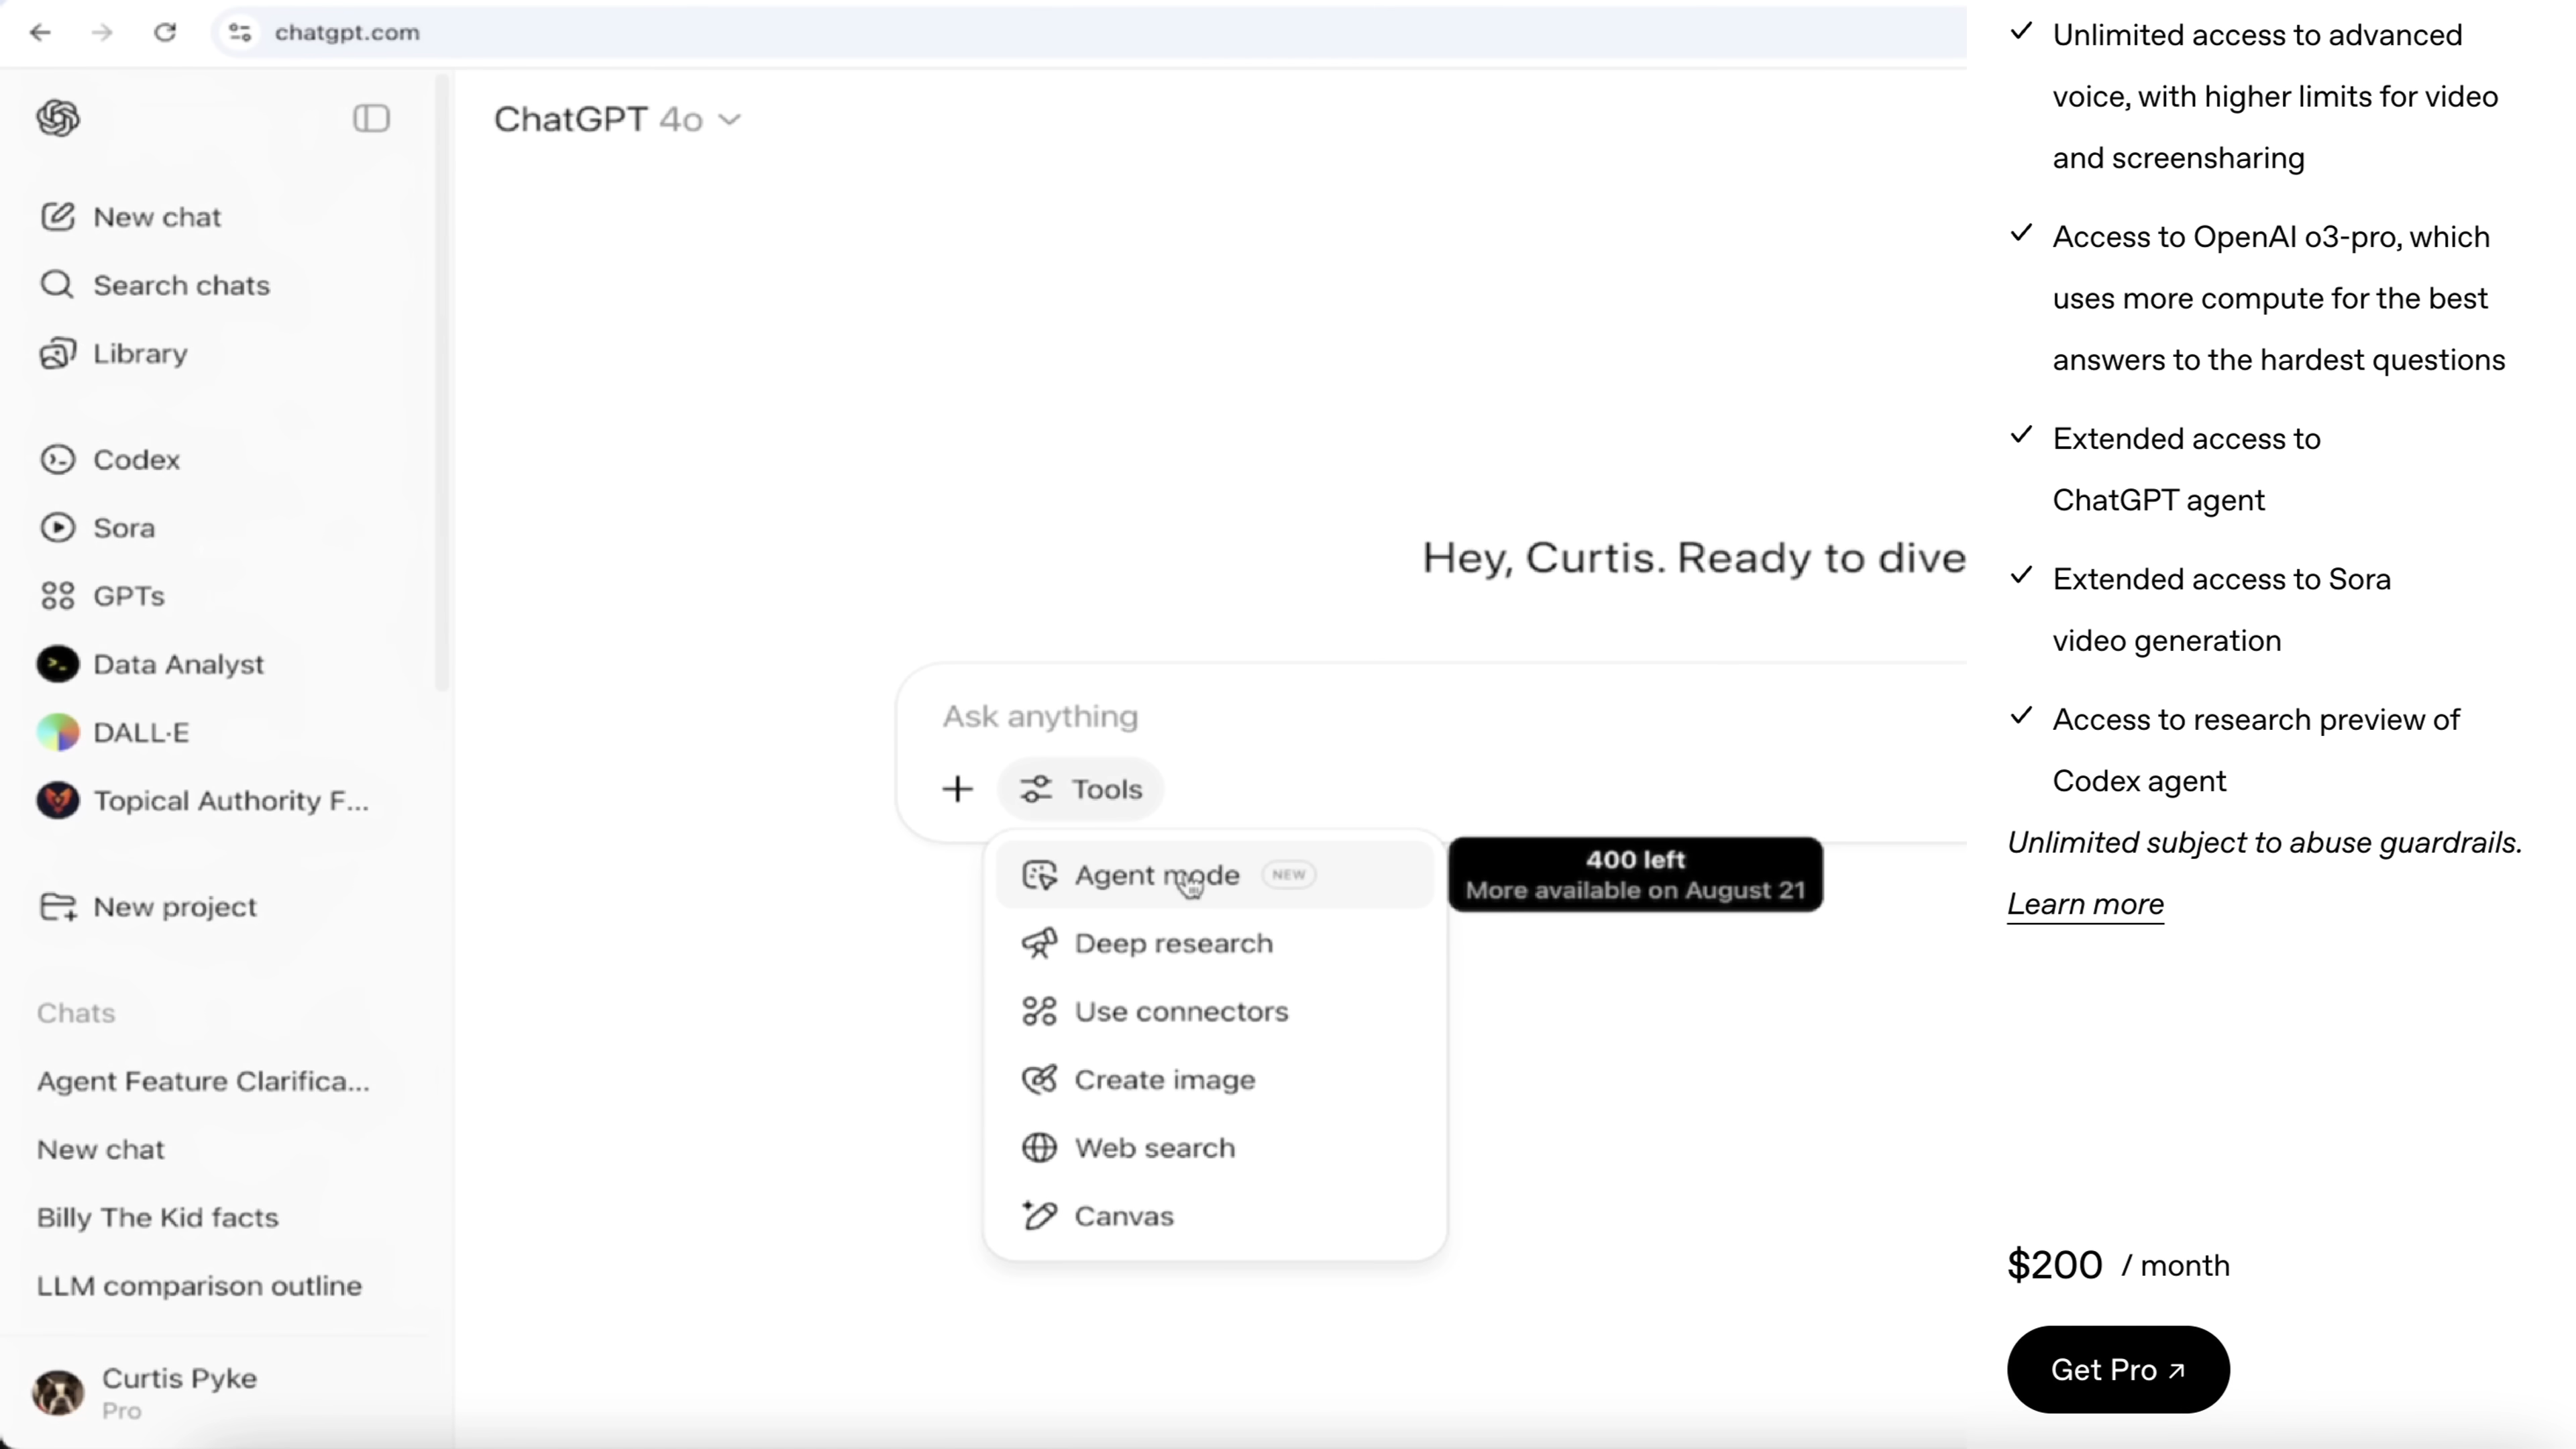 chatgpt.com
ChatGPT 4o
New chat
Search chats
Library
Codex
Sora
GPTs
Data Analyst
DALL·E
Topical Authority F...
New project
Chats
Agent Feature Clarifica...
New chat
Billy The Kid facts
LLM comparison outline
Curtis Pyke
Pro
Hey, Curtis. Ready to dive
Ask anything
Tools
Agent mode NEW
400 left
More available on August 21
Deep research
Use connectors
Create image
Web search
Canvas
Unlimited access to advanced
voice, with higher limits for video
and screensharing
Access to OpenAI o3-pro, which
uses more compute for the best
answers to the hardest questions
Extended access to
ChatGPT agent
Extended access to Sora
video generation
Access to research preview of
Codex agent
Unlimited subject to abuse guardrails.
Learn more
$200 / month
Get Pro ↗